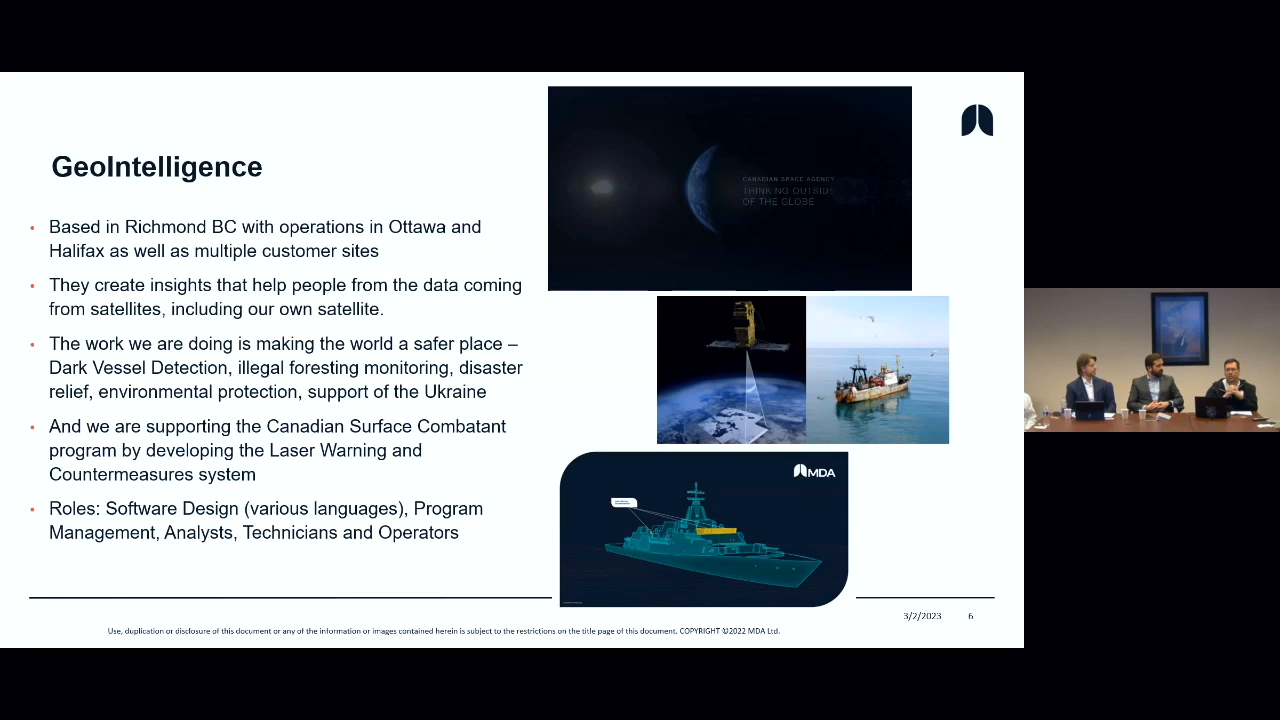 GeoIntelligence
• Based in Richmond BC with operations in Ottawa and
Halifax as well as multiple customer sites
• They create insights that help people from the data coming
from satellites, including our own satellite.
• The work we are doing is making the world a safer place –
Dark Vessel Detection, illegal foresting monitoring, disaster
relief, environmental protection, support of the Ukraine
• And we are supporting the Canadian Surface Combatant
program by developing the Laser Warning and
Countermeasures system
• Roles: Software Design (various languages), Program
Management, Analysts, Technicians and Operators
CANADIAN SPACE AGENCY
THINKING OUTSIDE
OF THE GLOBE
MDA
3/2/2023 6
Use, duplication or disclosure of this document or any of the information or images contained herein is subject to the restrictions on the title page of this document. COPYRIGHT ©2022 MDA Ltd.